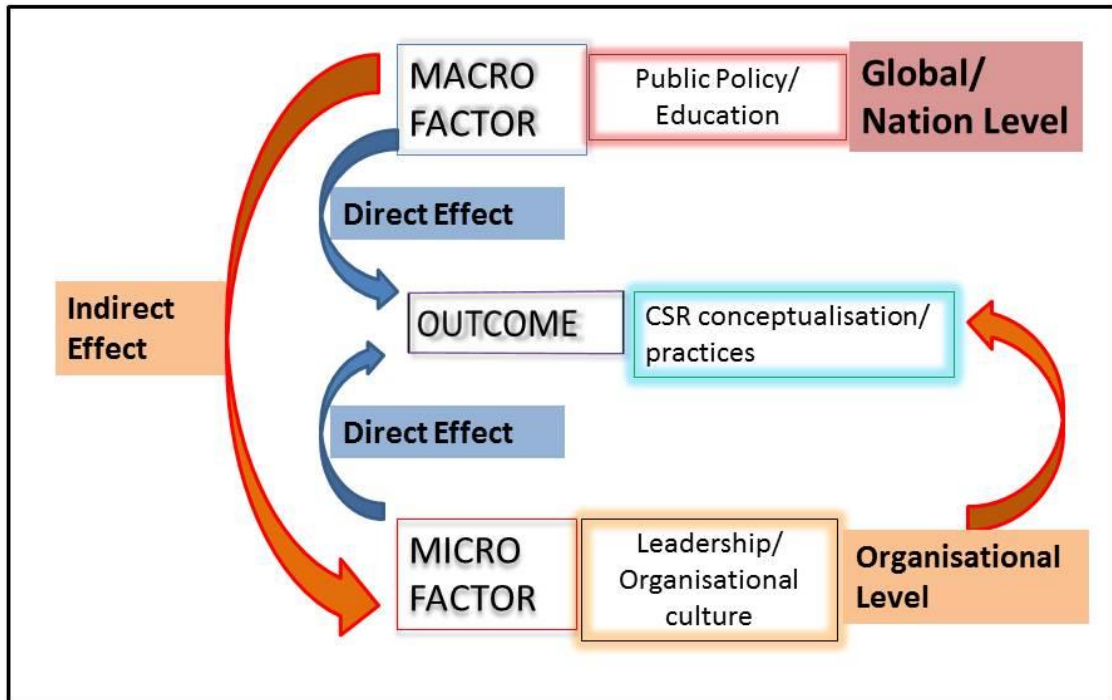 MACRO
FACTOR
Public Policy/
Education
Global/
Nation Level
Direct Effect
Indirect
Effect
OUTCOME
CSR conceptualisation/
practices
Direct Effect
MICRO
FACTOR
Leadership/
Organisational
culture
Organisational
Level